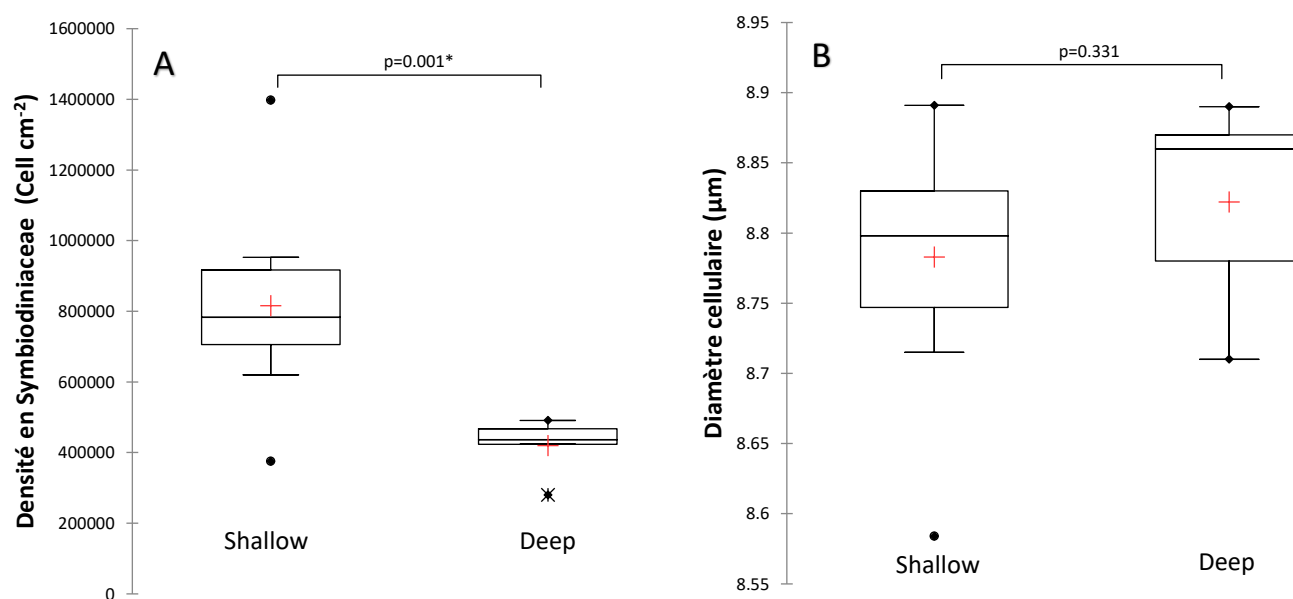 A
p=0.001*
Densité en Symbiodiniaceae (Cell cm-2)
1600000
1400000
1200000
1000000
800000
600000
400000
200000
0
Shallow
Deep
B
p=0.331
Diamètre cellulaire (µm)
8.95
8.9
8.85
8.8
8.75
8.7
8.65
8.6
8.55
Shallow
Deep